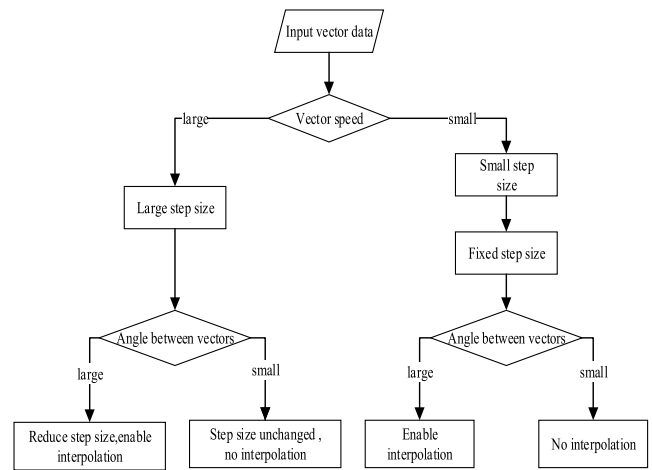 Input vector data
Vector speed
large
small
Small step
size
Large step size
Fixed step size
Angle between vectors
Angle between vectors
large
small
large
small
Reduce step size,enable
interpolation
Step size unchanged ,
no interpolation
Enable
interpolation
No interpolation